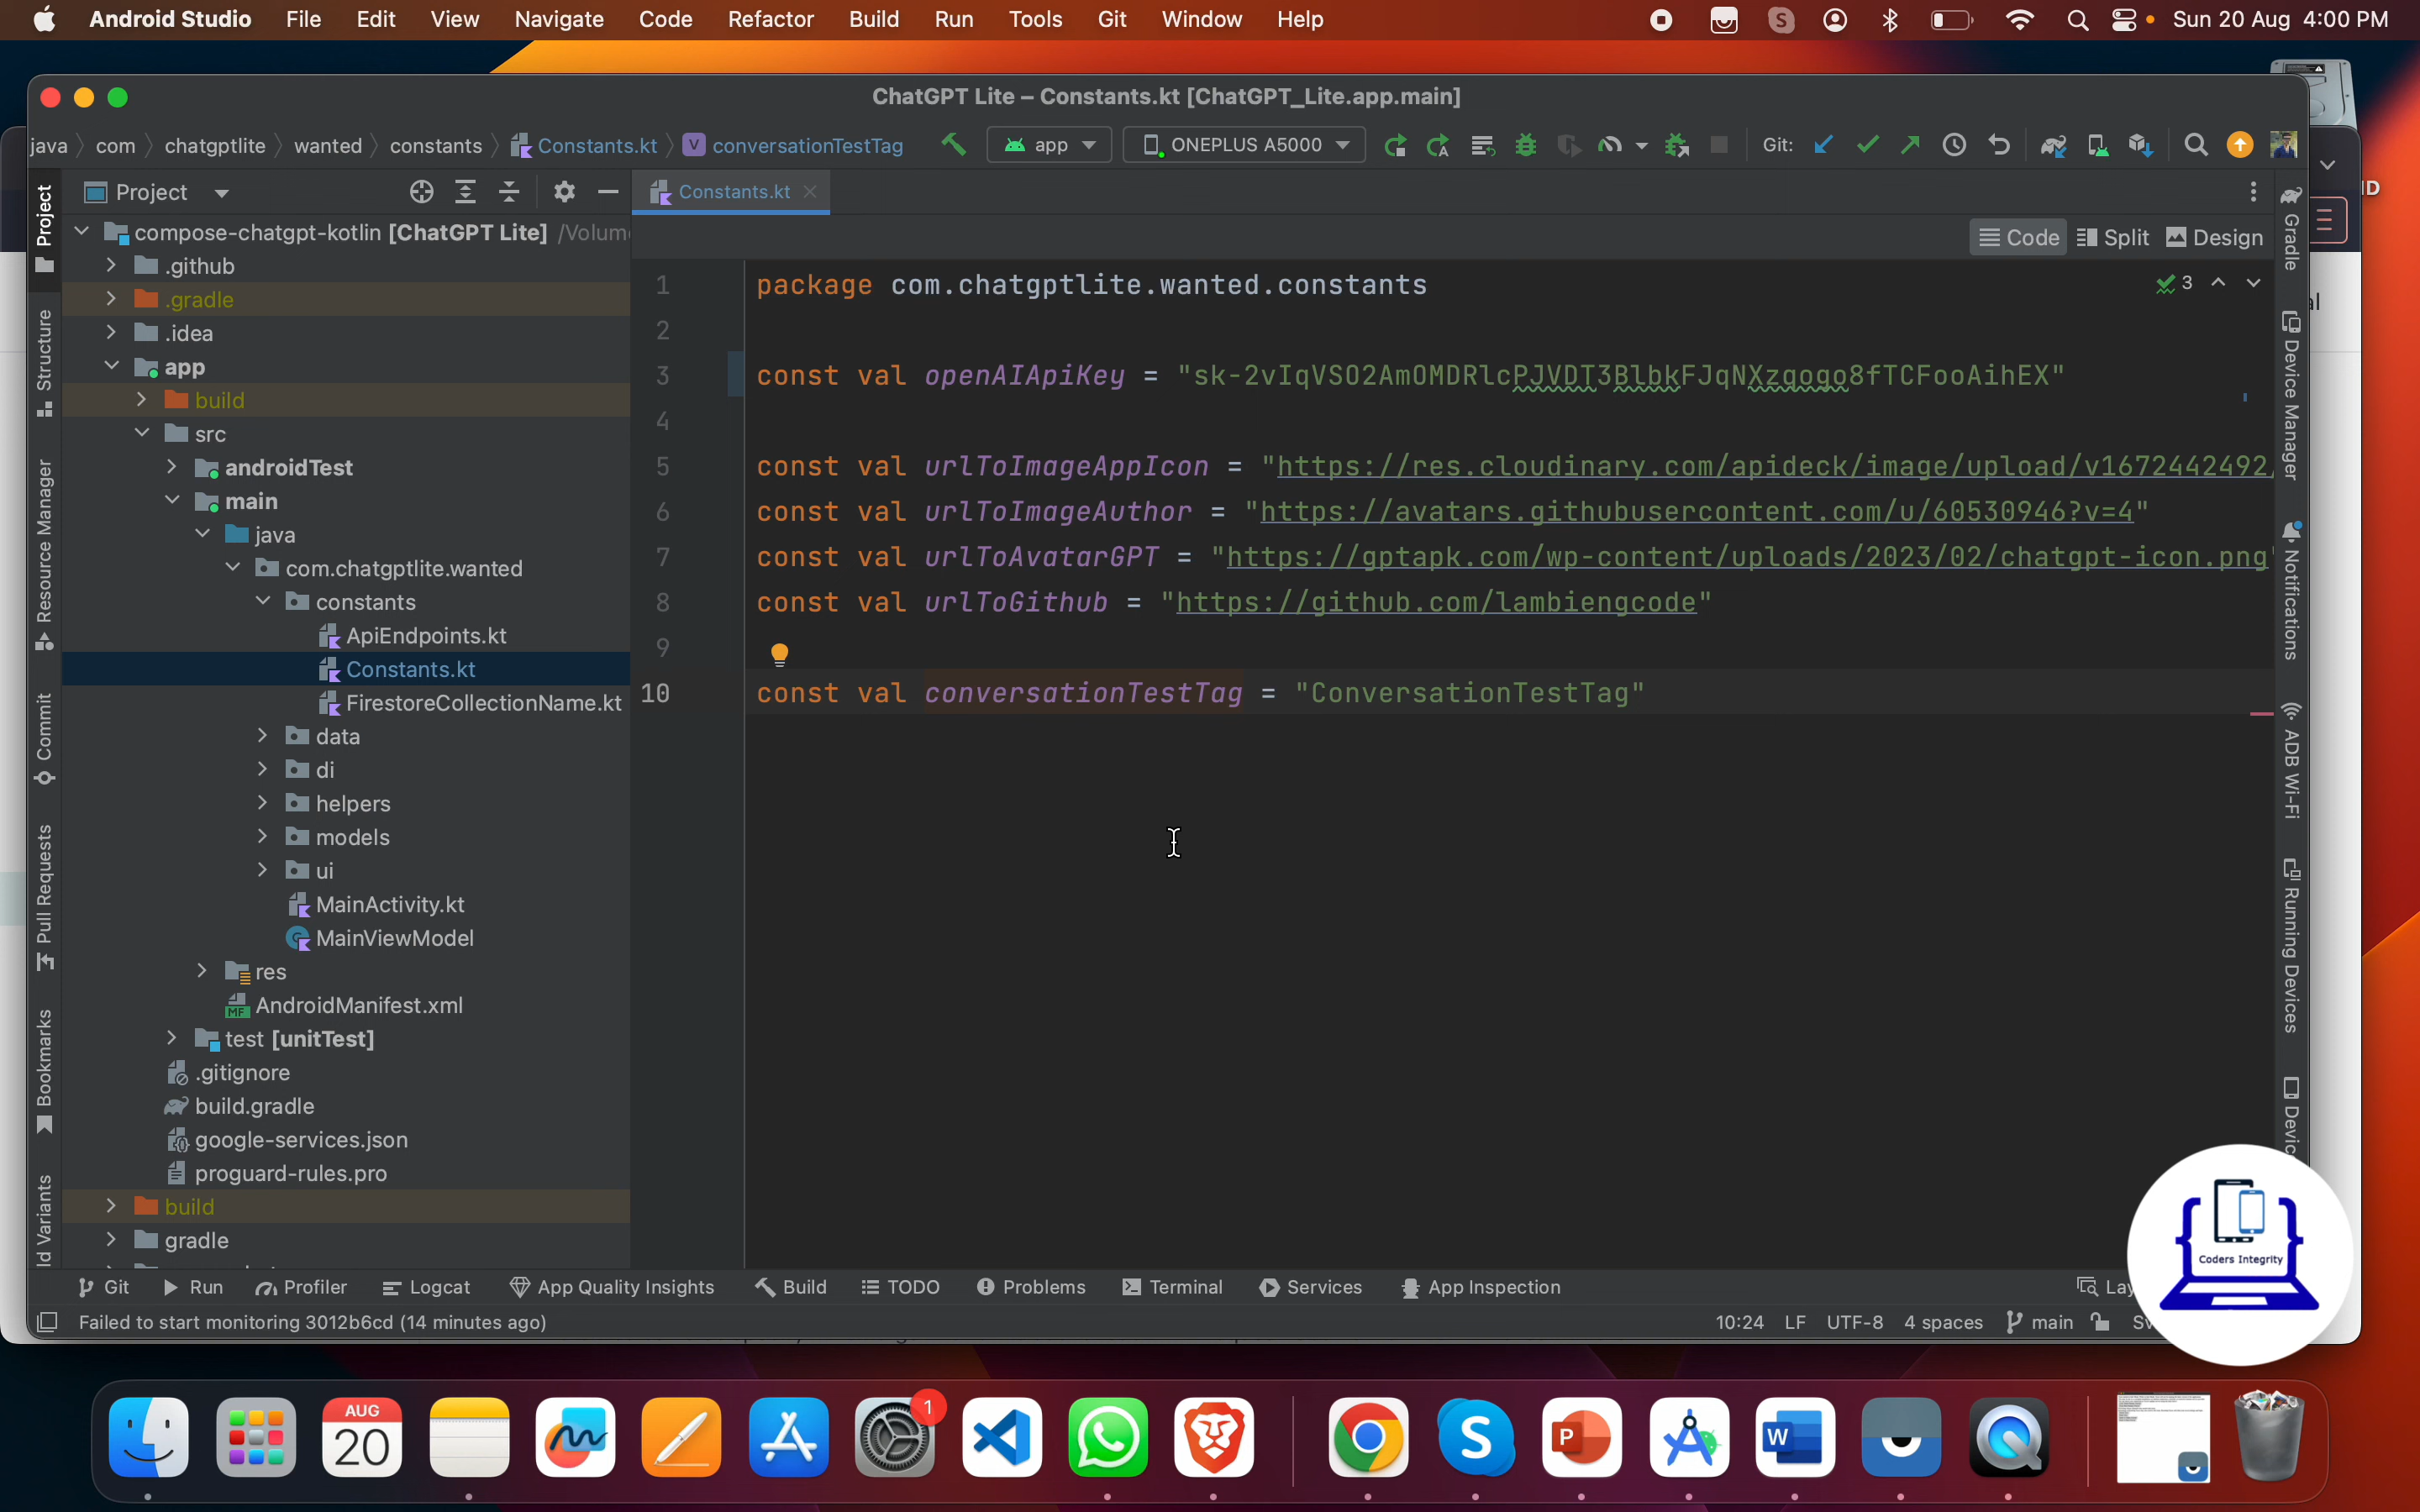 Android Studio File Edit View Navigate Code Refactor Build Run Tools Git Window Help Sun 20 Aug 4:00 PM
ChatGPT Lite – Constants.kt [ChatGPT_Lite.app.main]
java com chatgptlite wanted constants Constants.kt conversationTestTag app ONEPLUS A5000 Git:
Project
Constants.kt
Code Split Design
compose-chatgpt-kotlin [ChatGPT Lite]
.github
.gradle
.idea
app
build
src
androidTest
main
java
com.chatgptlite.wanted
constants
ApiEndpoints.kt
Constants.kt
FirestoreCollectionName.kt
data
di
helpers
models
ui
MainActivity.kt
MainViewModel
res
AndroidManifest.xml
test [unitTest]
.gitignore
build.gradle
google-services.json
proguard-rules.pro
build
gradle
1 package com.chatgptlite.wanted.constants 3
2
3 const val openAIApiKey = "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"
4
5 const val urlToImageAppIcon = "https://res.cloudinary.com/apideck/image/upload/v1672442492
6 const val urlToImageAuthor = "https://avatars.githubusercontent.com/u/60530946?v=4"
7 const val urlToAvatarGPT = "https://gptapk.com/wp-content/uploads/2023/02/chatgpt-icon.png"
8 const val urlToGithub = "https://github.com/lambiengcode"
9
10 const val conversationTestTag = "ConversationTestTag"
Project
Structure
Resource Manager
Commit
Pull Requests
Bookmarks
Gradle
Device Manager
Notifications
ADB Wi-Fi
Running Devices
Git Run Profiler Logcat App Quality Insights Build TODO Problems Terminal Services App Inspection
Failed to start monitoring 3012b6cd (14 minutes ago) 10:24 LF UTF-8 4 spaces main
Coders Integrity
AUG
20
1